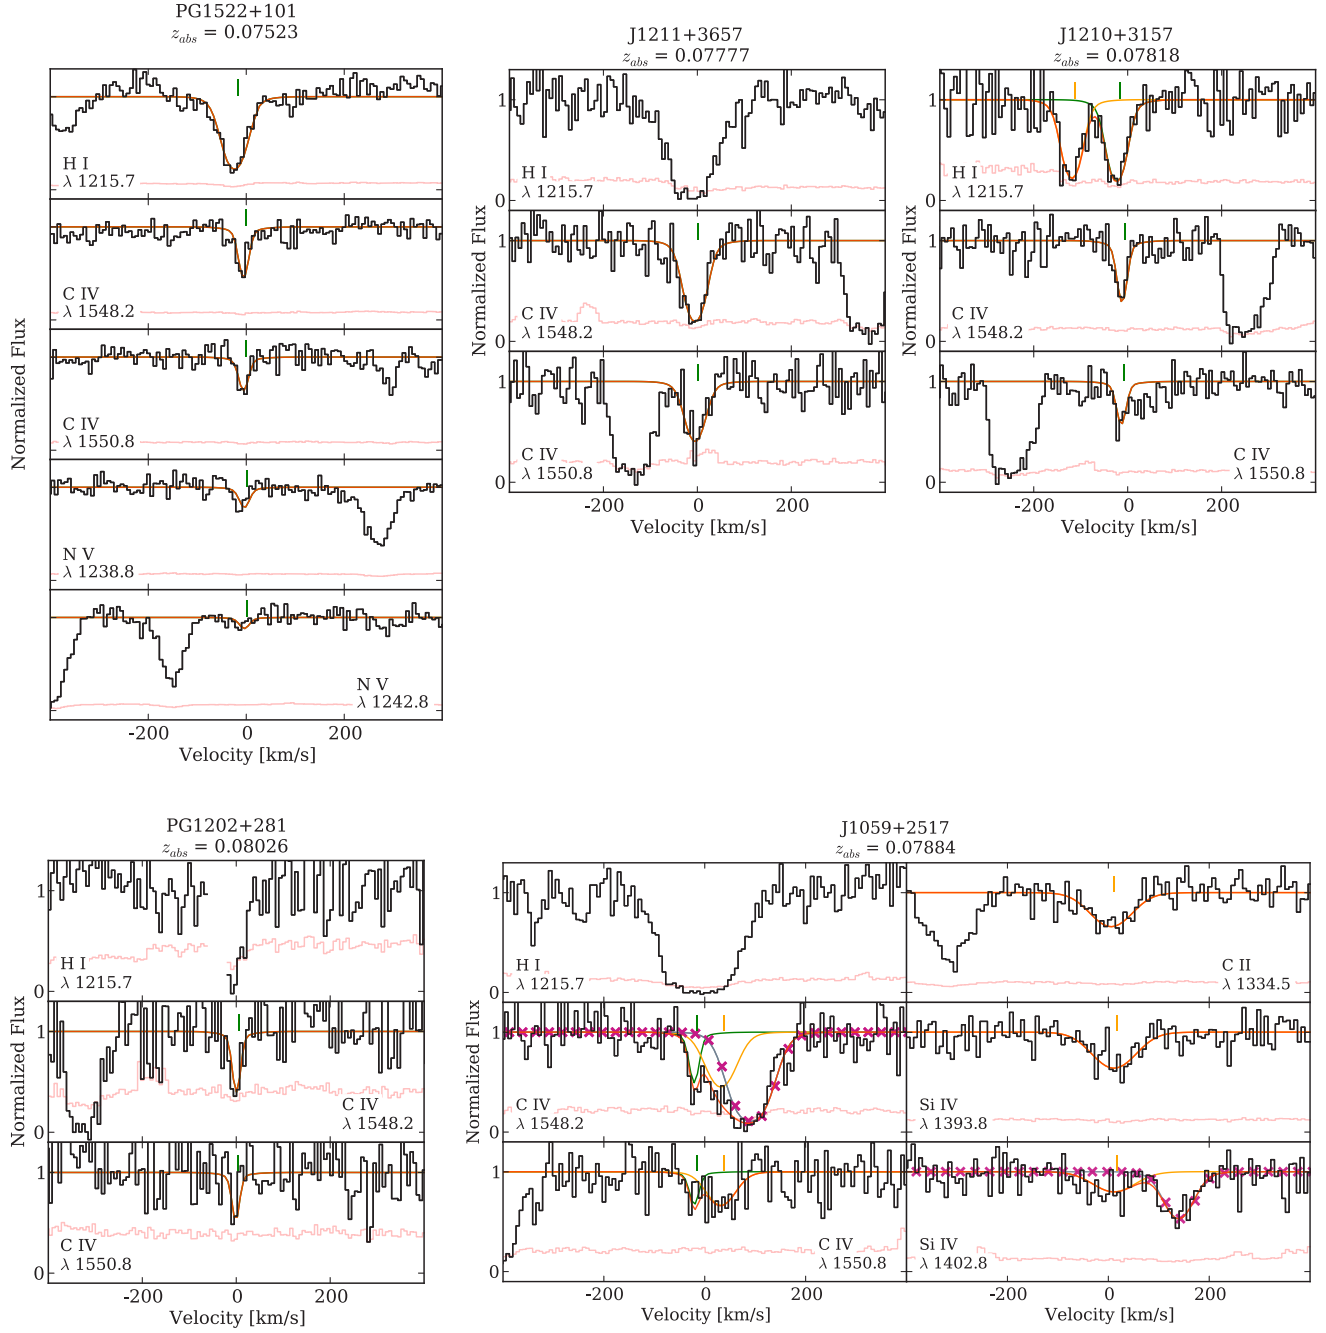 PG1522+101
z_abs = 0.07523
H I
λ 1215.7
C IV
λ 1548.2
C IV
λ 1550.8
N V
λ 1238.8
N V
λ 1242.8
-200 0 200
Velocity [km/s]
Normalized Flux
J1211+3657
z_abs = 0.07777
1
0
H I
λ 1215.7
1
0
C IV
λ 1548.2
1
0
C IV
λ 1550.8
-200 0 200
Velocity [km/s]
Normalized Flux
J1210+3157
z_abs = 0.07818
1
0
H I
λ 1215.7
1
0
C IV
λ 1548.2
1
0
C IV
λ 1550.8
-200 0 200
Velocity [km/s]
Normalized Flux
PG1202+281
z_abs = 0.08026
1
0
H I
λ 1215.7
1
0
C IV
λ 1548.2
1
0
C IV
λ 1550.8
-200 0 200
Velocity [km/s]
Normalized Flux
J1059+2517
z_abs = 0.07884
1
0
H I
λ 1215.7
1
0
C IV
λ 1548.2
1
0
C IV
λ 1550.8
-200 0 200
Velocity [km/s]
Normalized Flux
C II
λ 1334.5
Si IV
λ 1393.8
Si IV
λ 1402.8
-200 0 200
Velocity [km/s]